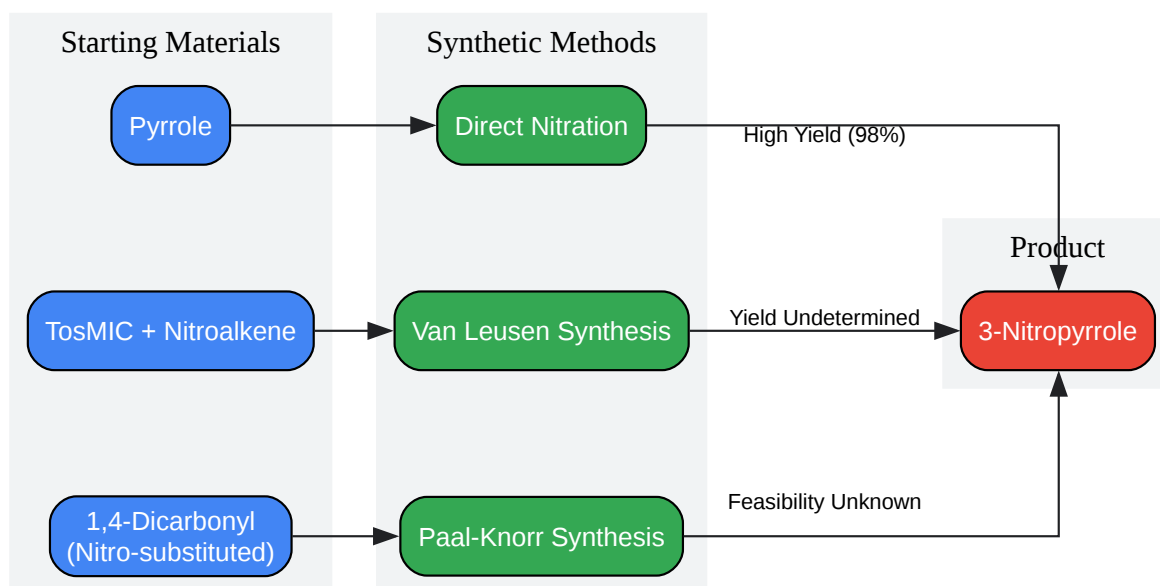 Starting Materials
Synthetic Methods
Pyrrole
Direct Nitration
High Yield (98%)
Product
TosMIC + Nitroalkene
Van Leusen Synthesis
Yield Undetermined
3-Nitropyrrole
1,4-Dicarbonyl
(Nitro-substituted)
Paal-Knorr Synthesis
Feasibility Unknown